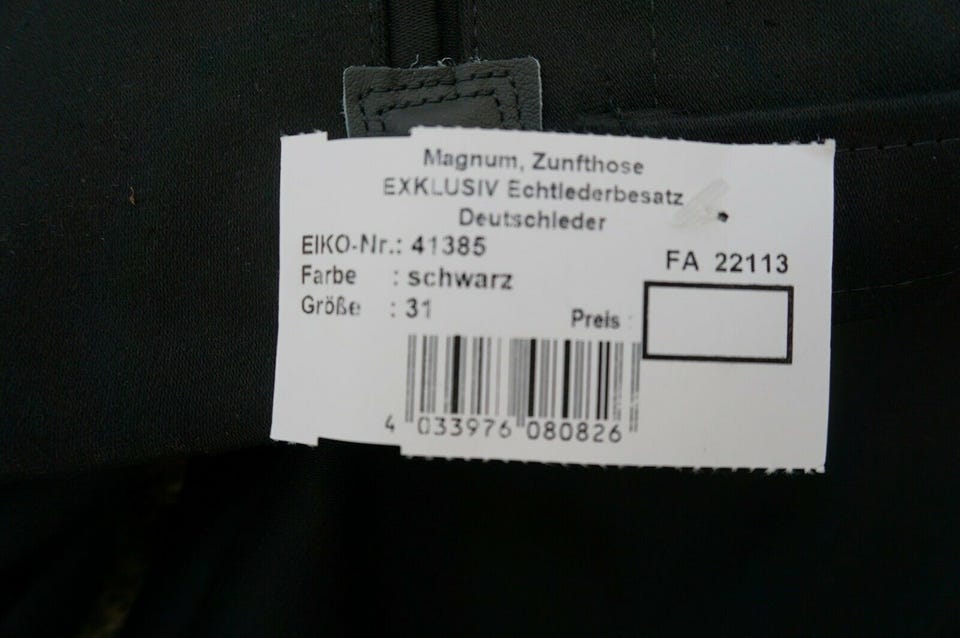 Magnum, Zunfthose
EXKLUSIV Echtlederbesatz
Deutschleder
EIKO-Nr.: 41385
FA 22113
Farbe : schwarz
Größe : 31
Preis :
4 033976 080826